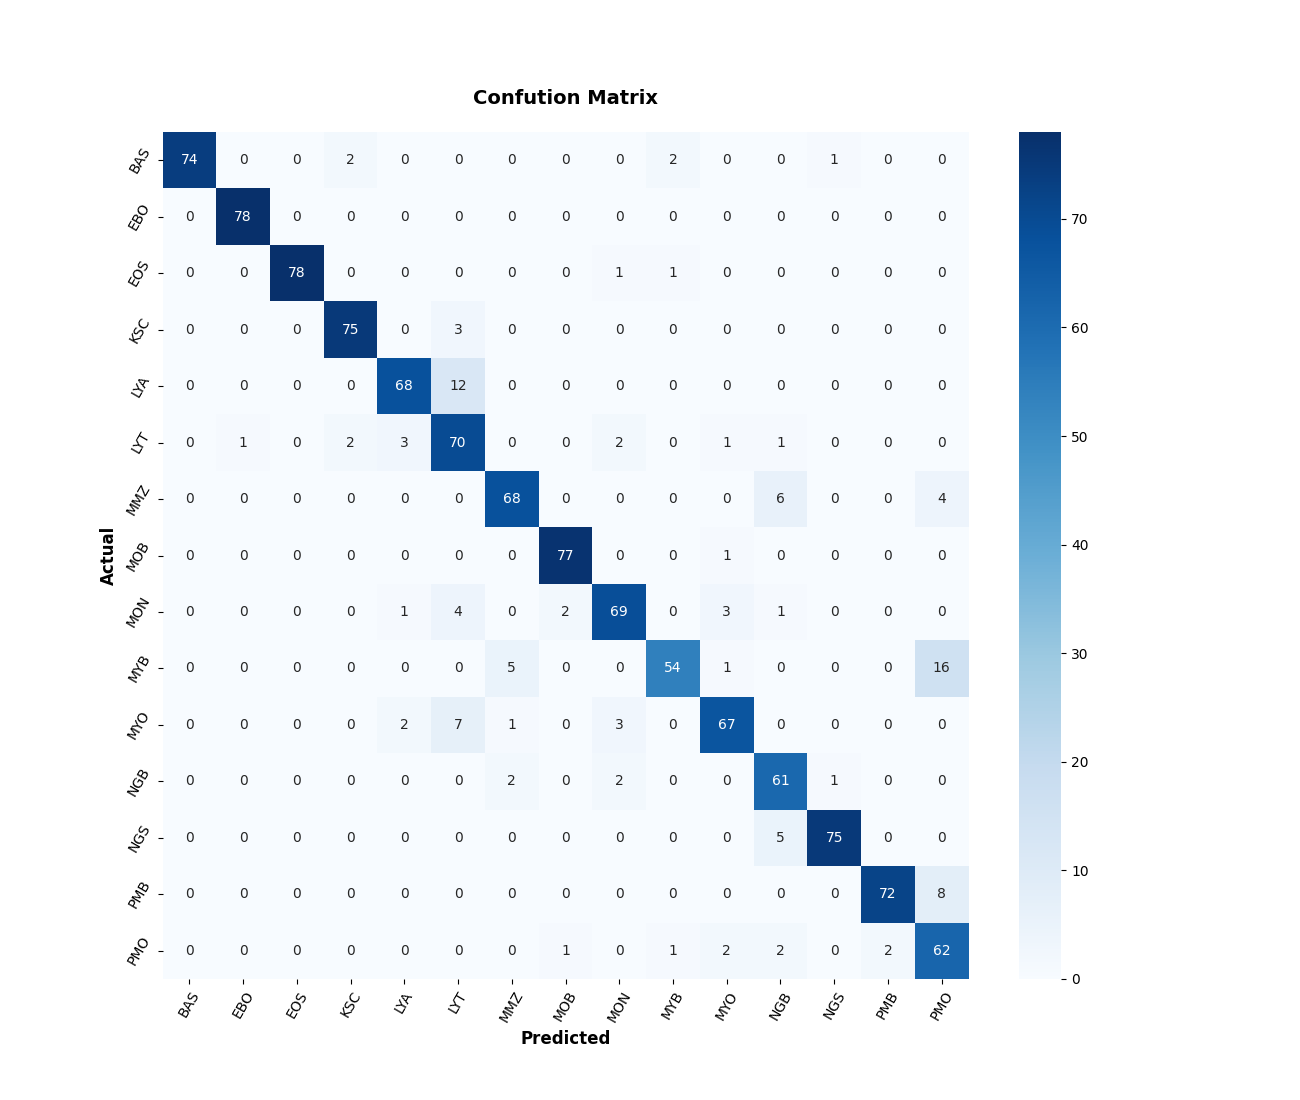 Confution Matrix
BAS 74 0 0 2 0 0 0 0 0 2 0 0 1 0 0
EBO 0 78 0 0 0 0 0 0 0 0 0 0 0 0 0
EOS 0 0 78 0 0 0 0 0 1 1 0 0 0 0 0
KSC 0 0 0 75 0 3 0 0 0 0 0 0 0 0 0
LYA 0 0 0 0 68 12 0 0 0 0 0 0 0 0 0
LYT 0 1 0 2 3 70 0 0 2 0 1 1 0 0 0
MMZ 0 0 0 0 0 0 68 0 0 0 0 6 0 0 4
MOB 0 0 0 0 0 0 0 77 0 0 1 0 0 0 0
MON 0 0 0 0 1 4 0 2 69 0 3 1 0 0 0
MYB 0 0 0 0 0 0 5 0 0 54 1 0 0 0 16
MYO 0 0 0 0 2 7 1 0 3 0 67 0 0 0 0
NGB 0 0 0 0 0 0 2 0 2 0 0 61 1 0 0
NGS 0 0 0 0 0 0 0 0 0 0 0 5 75 0 0
PMB 0 0 0 0 0 0 0 0 0 0 0 0 0 72 8
PMO 0 0 0 0 0 0 0 1 0 1 2 2 0 2 62
BAS EBO EOS KSC LYA LYT MMZ MOB MON MYB MYO NGB NGS PMB PMO
Predicted
Actual
70
60
50
40
30
20
10
0